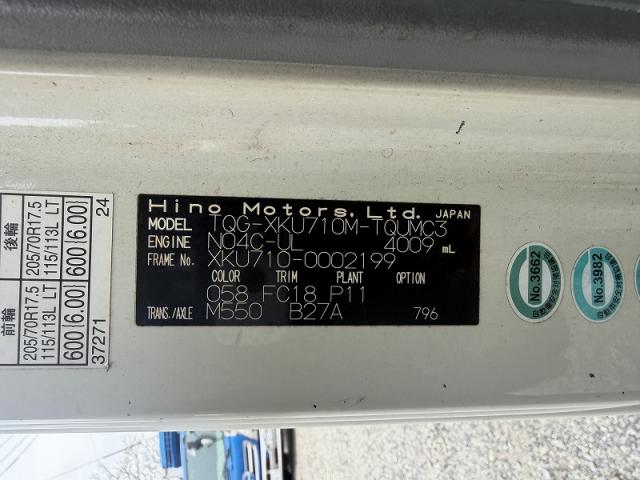 Hino Motors, Ltd. JAPAN
MODEL TQG-XKU710M-TQUMC3
ENGINE N04C-UL 4009 mL
FRAME NO. XKU710-0002199
COLOR TRIM PLANT OPTION
058 FC18 P11
TRANS./AXLE M550 B27A 796
前輪 後輪
205/70R17.5 205/70R17.5
115/113L LT 115/113L LT
600{6.00} 600{6.00}
37271 24
No.3662
No.3982